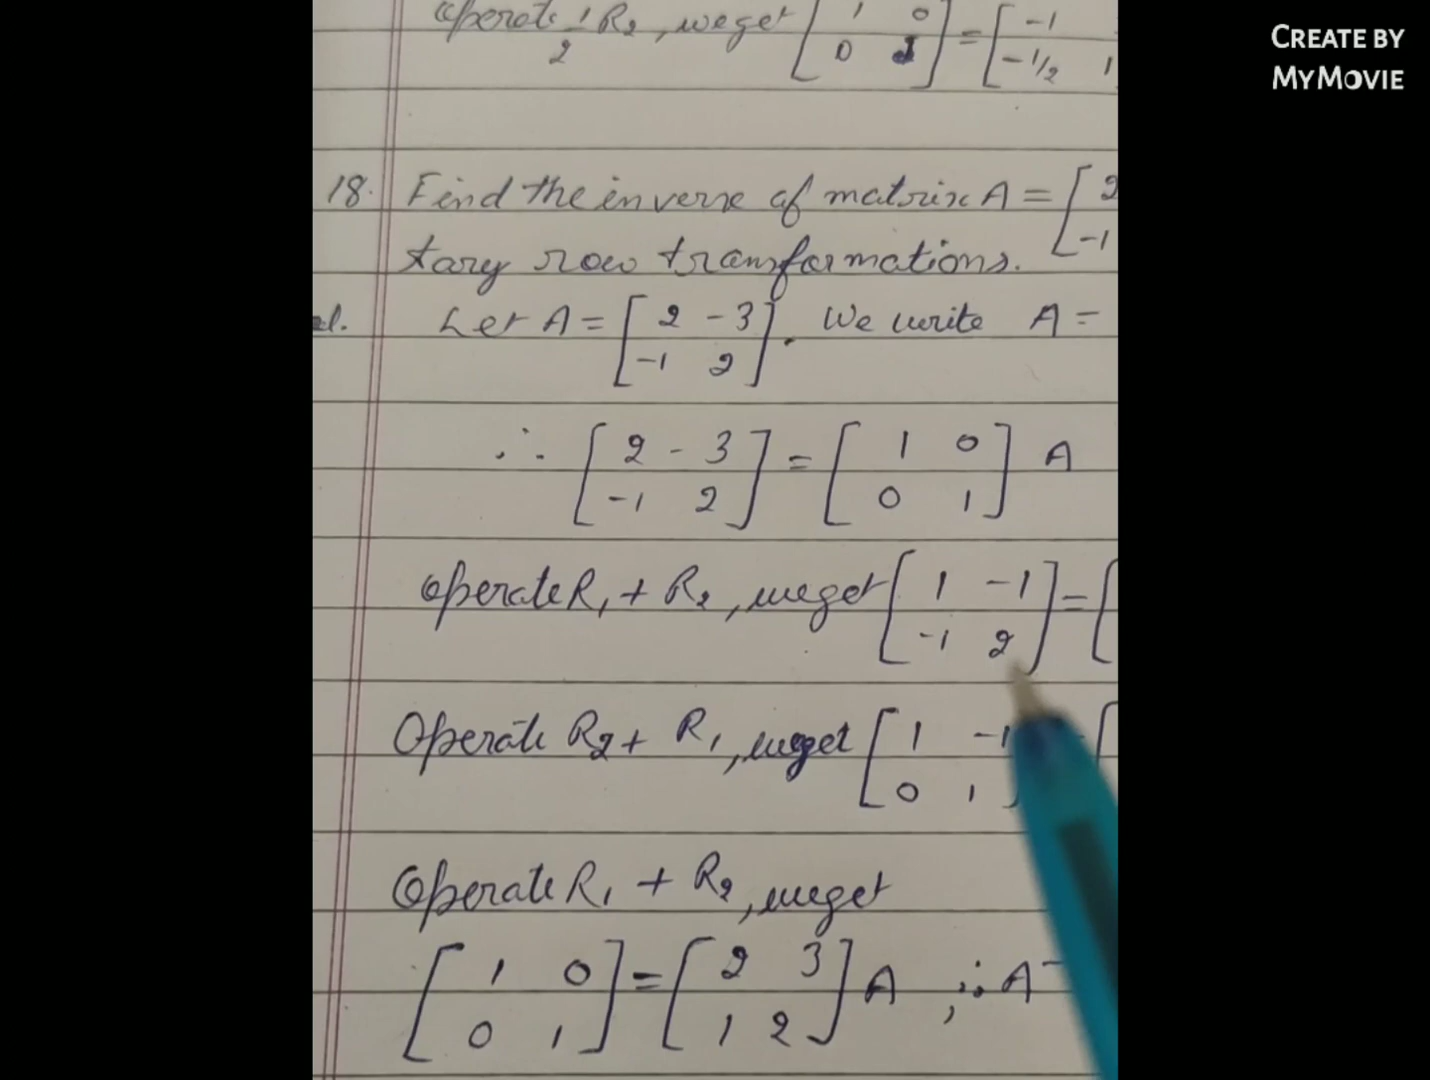 CREATE BY
MYMOVIE
Operate 1/2 R₂, we get [1 0; 0 1] = [-1; -1/2 1
18. Find the inverse of matrix A = [2; -1
tary row transformations.
Let A = [2 -3; -1 2]. We write A =
∴ [2 -3; -1 2] = [1 0; 0 1] A
Operate R₁ + R₂, we get [1 -1; -1 2] = [
Operate R₂ + R₁, we get [1 -1; 0 1
Operate R₁ + R₂, we get
[1 0; 0 1] = [2 3; 1 2] A, ∴ A⁻